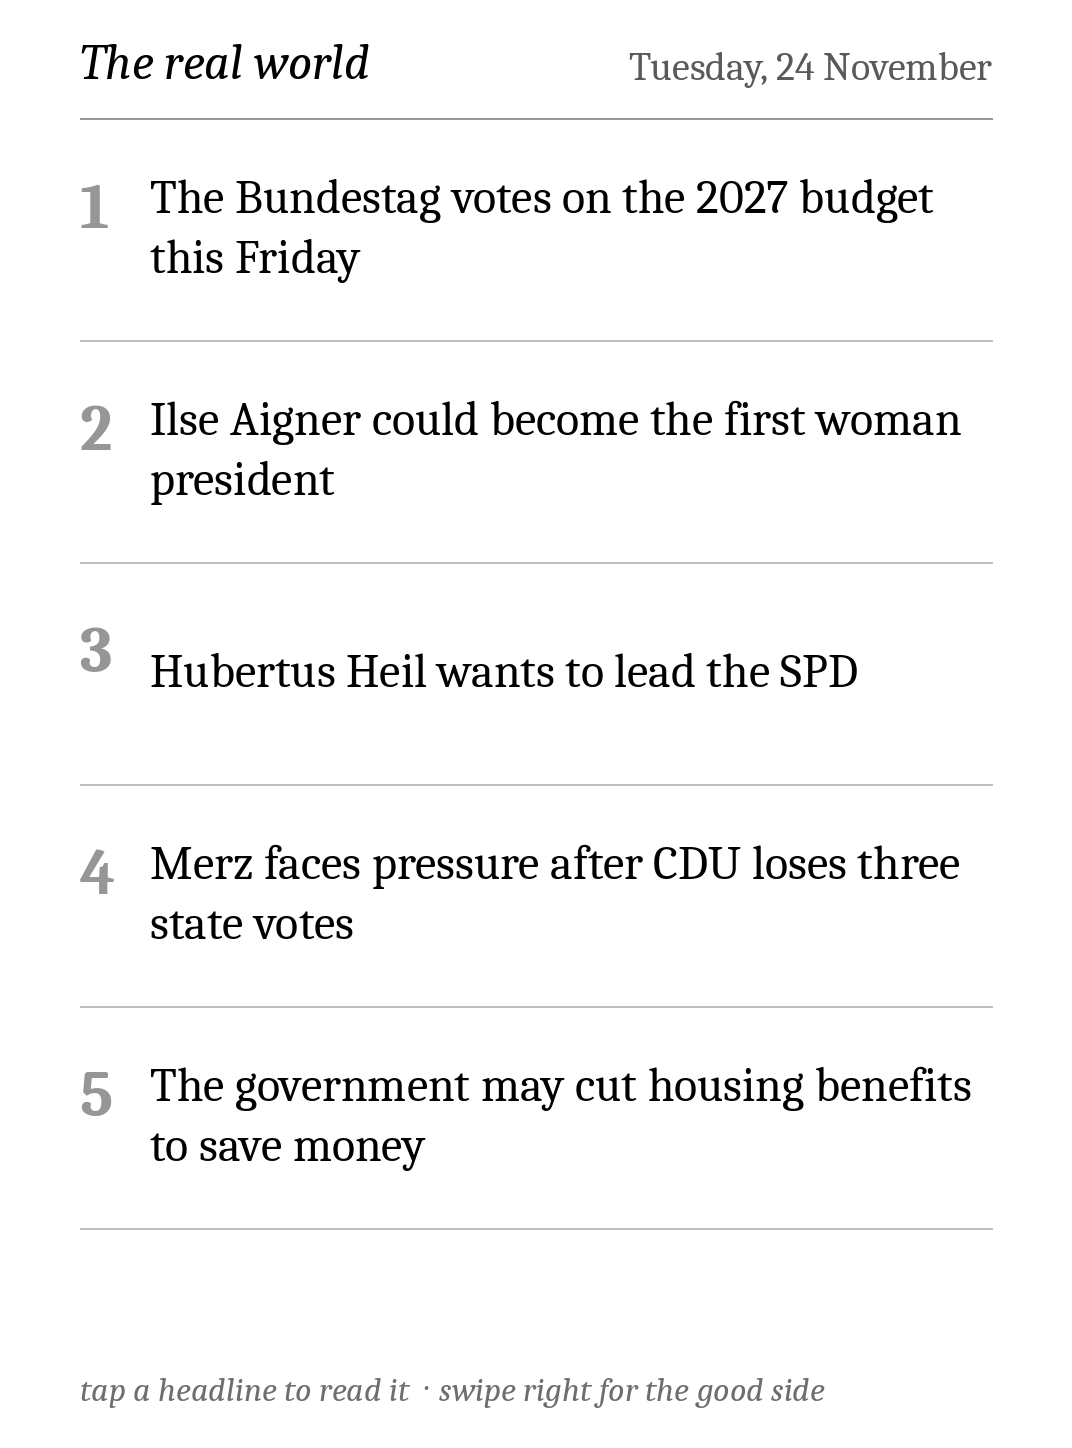 The real world
Tuesday, 24 November
1
The Bundestag votes on the 2027 budget
this Friday
2
Ilse Aigner could become the first woman
president
3
Hubertus Heil wants to lead the SPD
4
Merz faces pressure after CDU loses three
state votes
5
The government may cut housing benefits
to save money
tap a headline to read it · swipe right for the good side